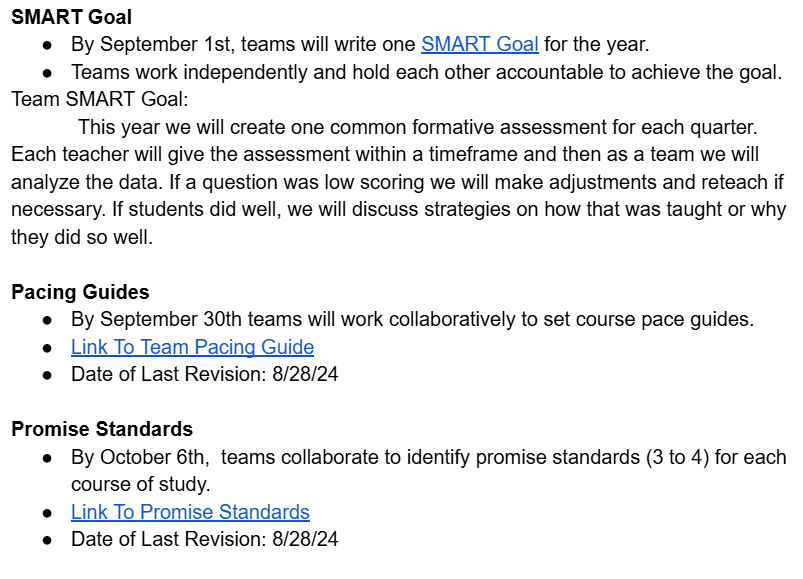 SMART Goal
● By September 1st, teams will write one SMART Goal for the year.
● Teams work independently and hold each other accountable to achieve the goal.
Team SMART Goal:
This year we will create one common formative assessment for each quarter.
Each teacher will give the assessment within a timeframe and then as a team we will
analyze the data. If a question was low scoring we will make adjustments and reteach if
necessary. If students did well, we will discuss strategies on how that was taught or why
they did so well.
Pacing Guides
● By September 30th teams will work collaboratively to set course pace guides.
● Link To Team Pacing Guide
● Date of Last Revision: 8/28/24
Promise Standards
● By October 6th,  teams collaborate to identify promise standards (3 to 4) for each
course of study.
● Link To Promise Standards
● Date of Last Revision: 8/28/24